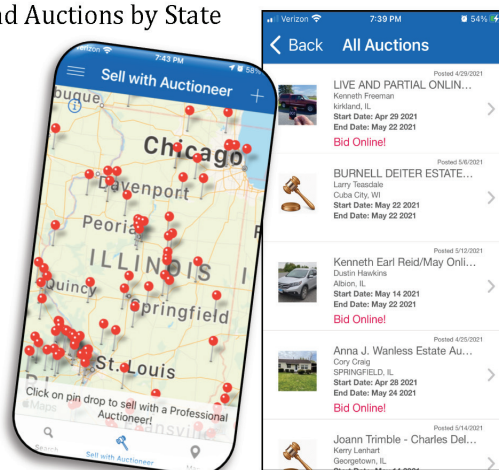 d Auctions by State
Verizon
7:43 PM
58%
Sell with Auctioneer
buque
Chicago
Davenport
Peoria
ILLINOIS
Quincy
Springfield
St. Louis
Click on pin drop to sell with a Professional
Auctioneer!
Maps
Evansville
Search
Sell with Auctioneer
Verizon
7:39 PM
54%
Back
All Auctions
Posted 4/29/2021
LIVE AND PARTIAL ONLIN...
Kenneth Freeman
kirkland, IL
Start Date: Apr 29 2021
End Date: May 22 2021
Bid Online!
Posted 5/6/2021
BURNELL DEITER ESTATE...
Larry Teasdale
Cuba City, WI
Start Date: May 22 2021
End Date: May 22 2021
Posted 5/12/2021
Kenneth Earl Reid/May Onli...
Dustin Hawkins
Albion, IL
Start Date: May 14 2021
End Date: May 22 2021
Bid Online!
Posted 4/25/2021
Anna J. Wanless Estate Au...
Cory Craig
SPRINGFIELD, IL
Start Date: Apr 28 2021
End Date: May 24 2021
Bid Online!
Posted 5/14/2021
Joann Trimble - Charles Del...
Kerry Lenhart
Georgetown, IL
Start Date: May 14 2021